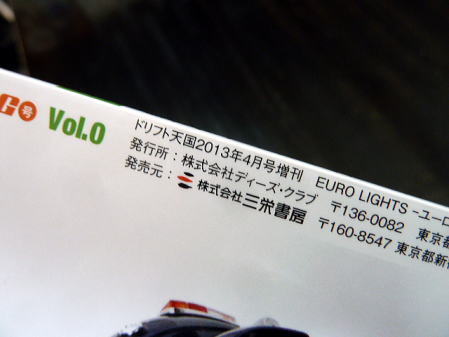 号 Vol.0
ドリフト天国2013年4月号増刊 EURO LIGHTS -ユーロ
発行所：株式会社ディーズ・クラブ 〒136-0082 東京
発売元： 株式会社三栄書房 〒160-8547 東京都新